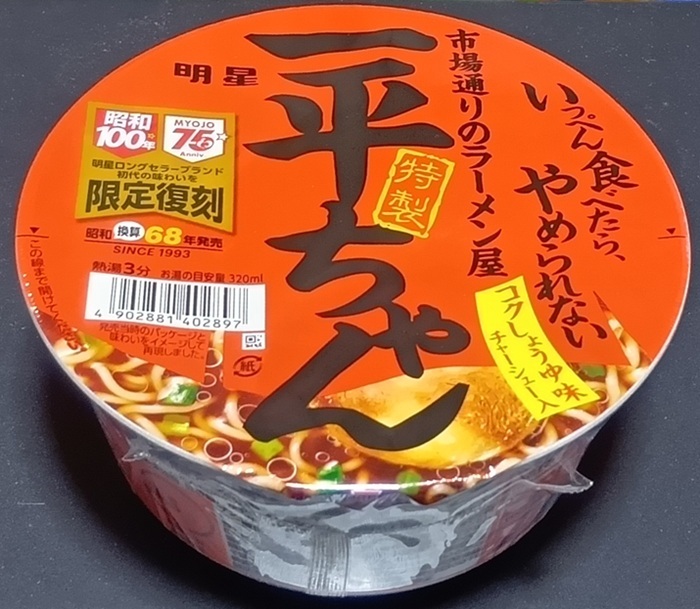 明星
一平ちゃん
特製
市場通りのラーメン屋
いっぺん食べたら、
やめられない
コクしょうゆ味
チャーシュー入
昭和
100年
MYOJO
75
Anniv
明星ロングセラーブランド
初代の味わいを
限定復刻
昭和換算68年発売
SINCE 1993
熱湯3分 お湯の目安量 320ml
4 902881 402897
発売当時のパッケージと
味わいをイメージして
再現しました。
紙
この線まで開けてください